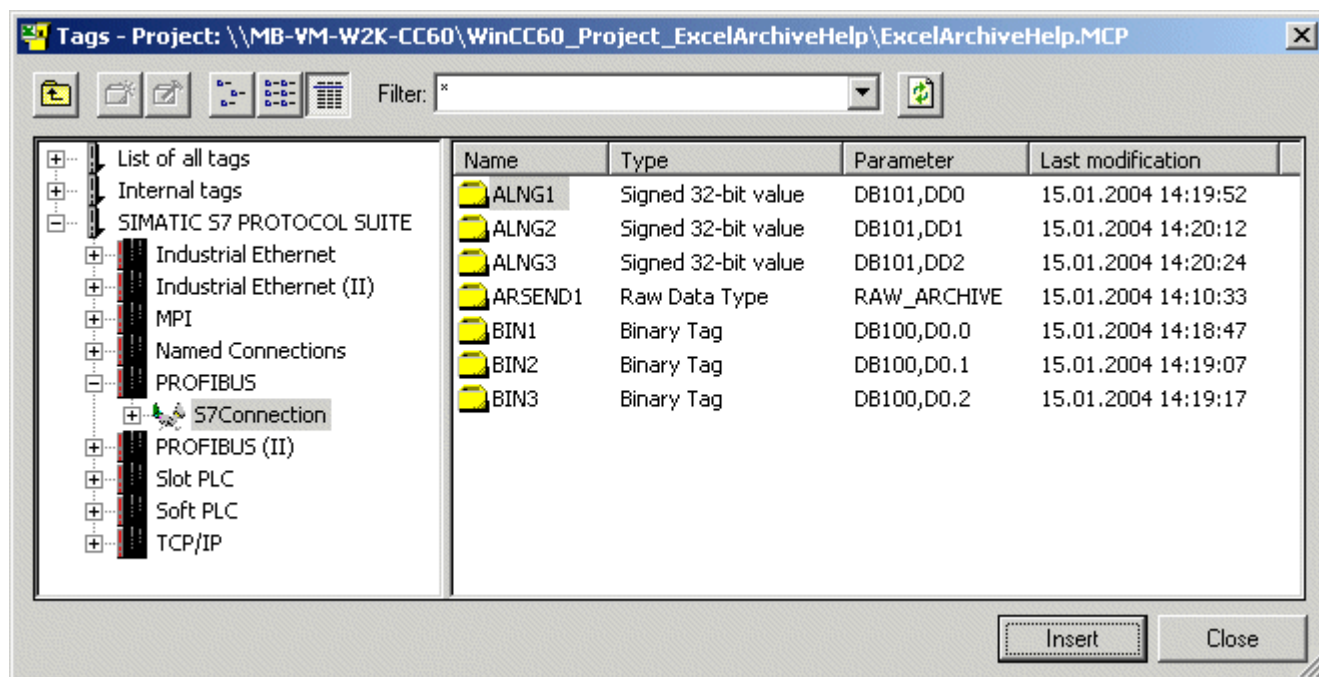 Tags - Project: \\MB-VM-W2K-CC60\WinCC60_Project_ExcelArchiveHelp\ExcelArchiveHelp.MCP
Filter: *
List of all tags
Internal tags
SIMATIC S7 PROTOCOL SUITE
Industrial Ethernet
Industrial Ethernet (II)
MPI
Named Connections
PROFIBUS
S7Connection
PROFIBUS (II)
Slot PLC
Soft PLC
TCP/IP
Name Type Parameter Last modification
ALNG1 Signed 32-bit value DB101,DD0 15.01.2004 14:19:52
ALNG2 Signed 32-bit value DB101,DD1 15.01.2004 14:20:12
ALNG3 Signed 32-bit value DB101,DD2 15.01.2004 14:20:24
ARSEND1 Raw Data Type RAW_ARCHIVE 15.01.2004 14:10:33
BIN1 Binary Tag DB100,D0.0 15.01.2004 14:18:47
BIN2 Binary Tag DB100,D0.1 15.01.2004 14:19:07
BIN3 Binary Tag DB100,D0.2 15.01.2004 14:19:17
Insert Close